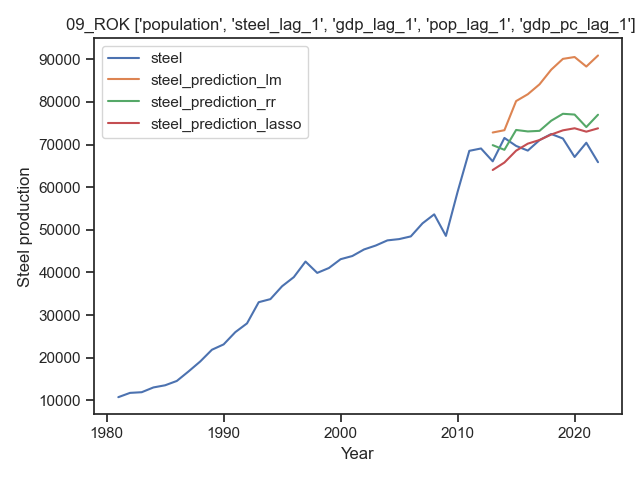 09_ROK ['population', 'steel_lag_1', 'gdp_lag_1', 'pop_lag_1', 'gdp_pc_lag_1']
steel
steel_prediction_lm
steel_prediction_rr
steel_prediction_lasso
Steel production
90000
80000
70000
60000
50000
40000
30000
20000
10000
1980 1990 2000 2010 2020
Year